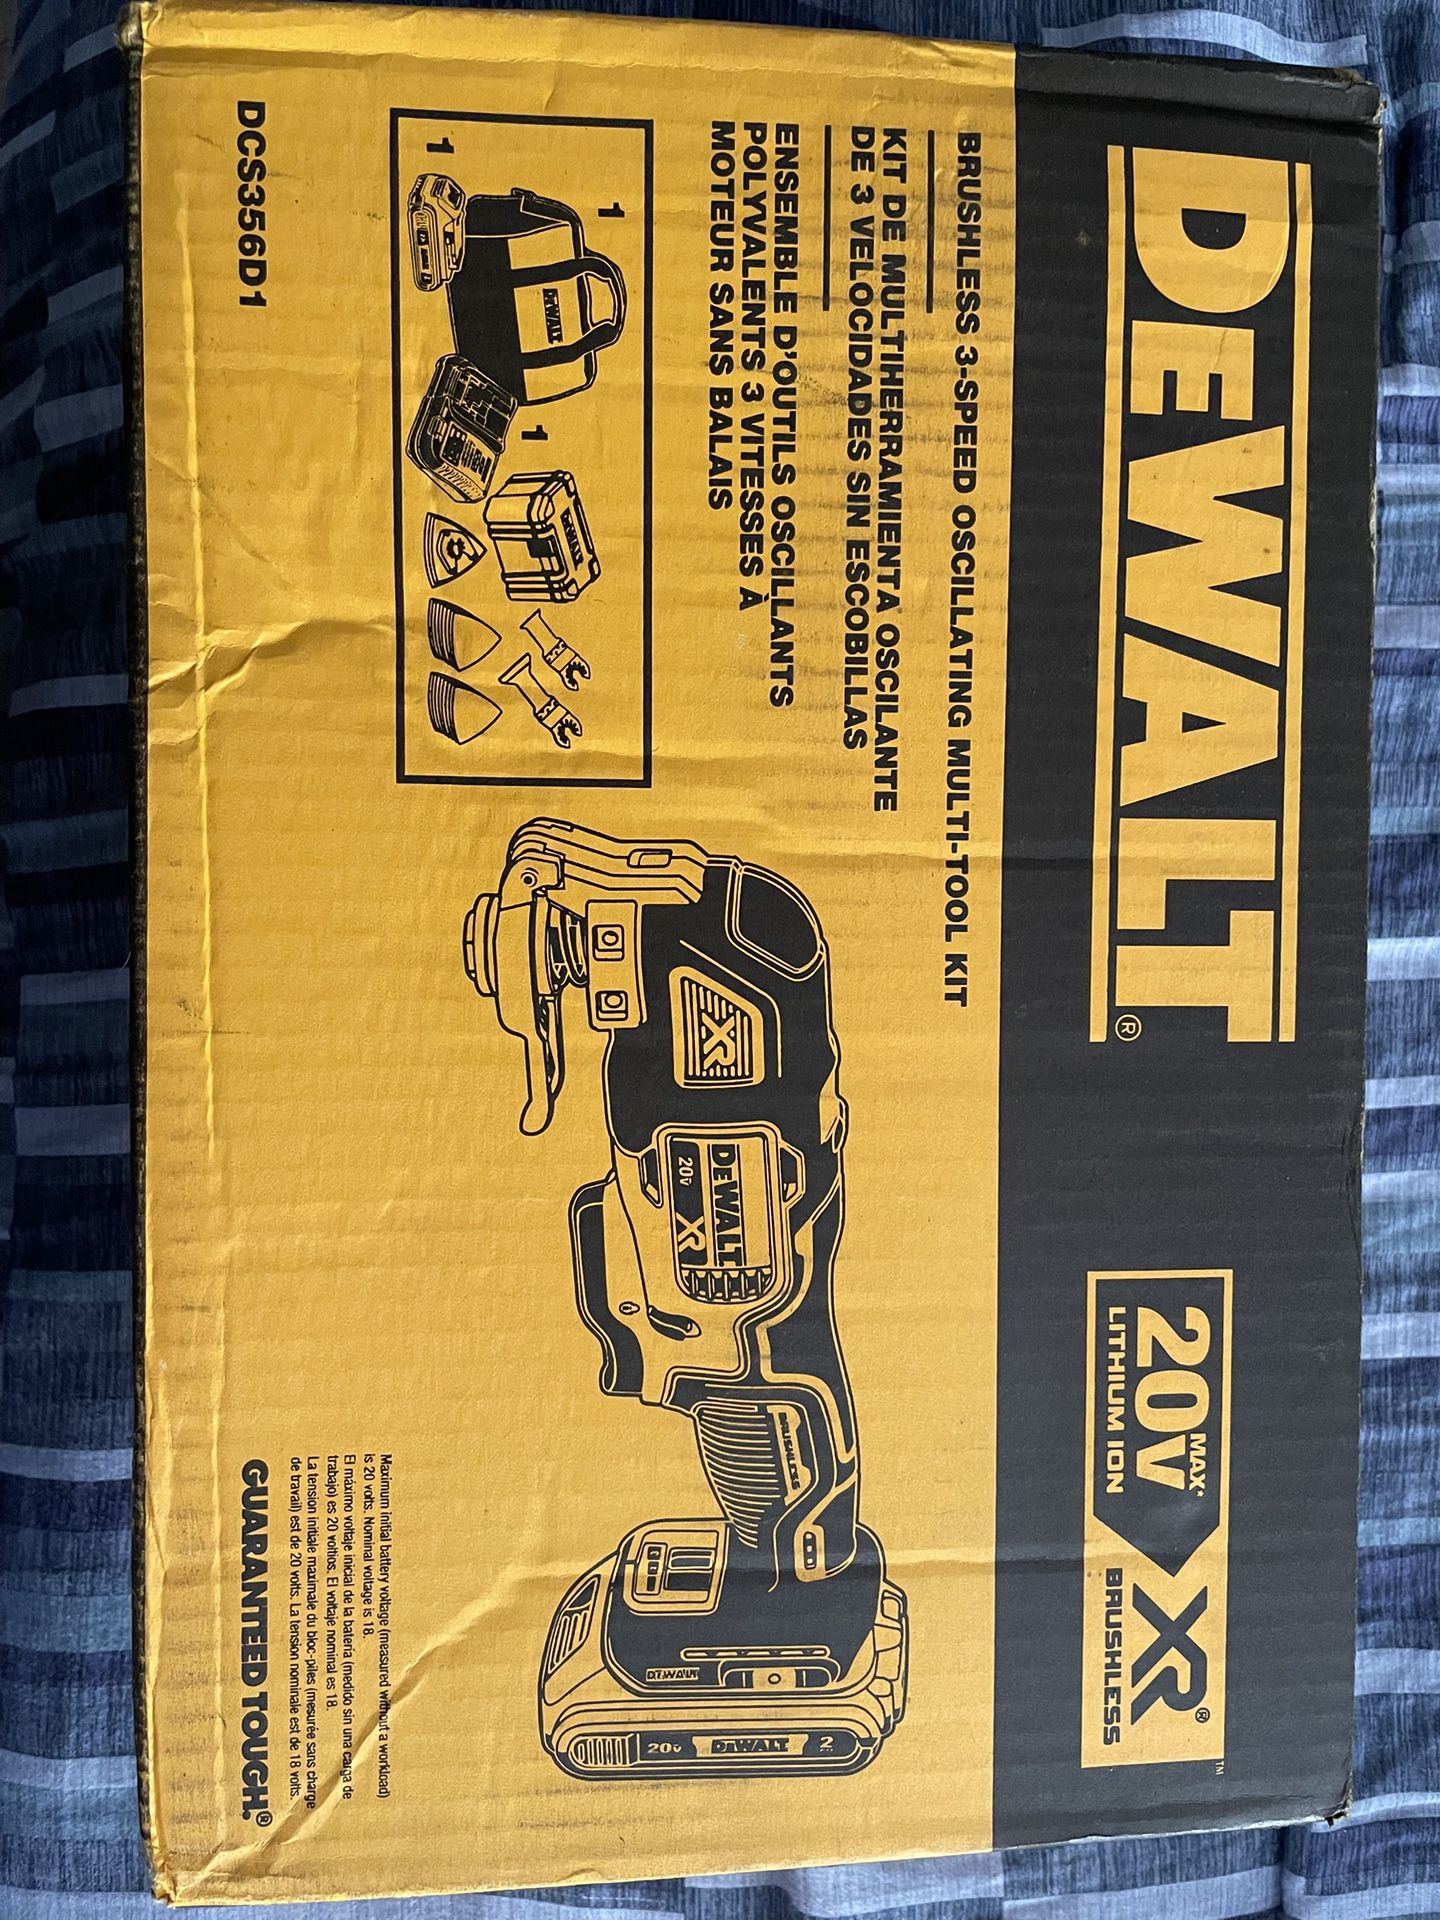 DEWALT®
20V MAX* XR® ™
LITHIUM ION BRUSHLESS
BRUSHLESS 3-SPEED OSCILLATING MULTI-TOOL KIT
KIT DE MULTIHERRAMIENTA OSCILANTE
DE 3 VELOCIDADES SIN ESCOBILLAS
ENSEMBLE D'OUTILS OSCILLANTS
POLYVALENTS 3 VITESSES À
MOTEUR SANS BALAIS
1
DEWALT
1
1
DEWALT
DCS356D1
XR
DEWALT
20V XR
BRUSHLESS
DEWALT
20V DEWALT 2
Maximum initial battery voltage (measured without a workload)
is 20 volts. Nominal voltage is 18.
El máximo voltaje inicial de la batería (medido sin una carga de
trabajo) es 20 voltios. El voltaje nominal es 18.
La tension initiale maximale du bloc-piles (mesurée sans charge
de travail) est de 20 volts. La tension nominale est de 18 volts.
GUARANTEED TOUGH.®